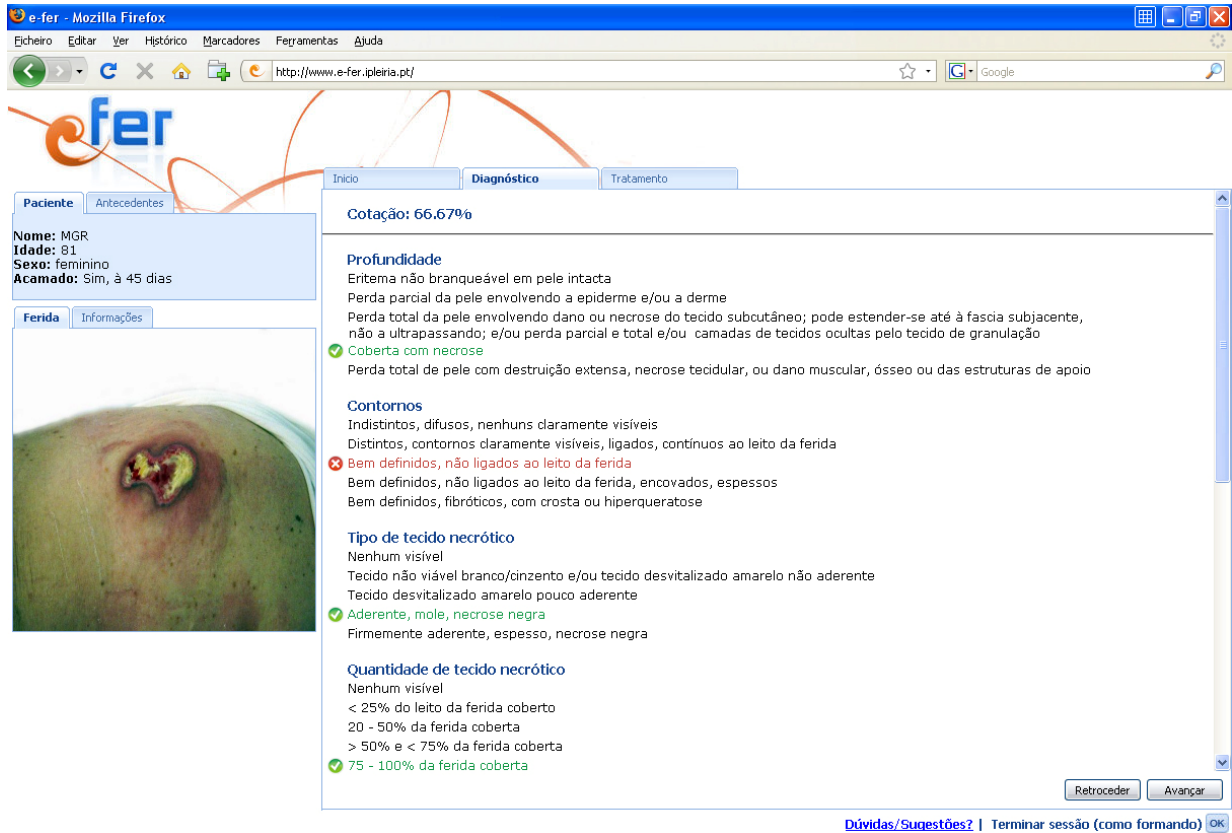 e-fer - Mozilla Firefox
Ficheiro Editar Ver Histórico Marcadores Ferramentas Ajuda
http://www.e-fer.ipleiria.pt/
G Google
efer
Inicio Diagnóstico Tratamento
Paciente Antecedentes
Nome: MGR
Idade: 81
Sexo: feminino
Acamado: Sim, à 45 dias
Ferida Informações
Cotação: 66.67%
Profundidade
Eritema não branqueável em pele intacta
Perda parcial da pele envolvendo a epiderme e/ou a derme
Perda total da pele envolvendo dano ou necrose do tecido subcutâneo; pode estender-se até à fascia subjacente,
não a ultrapassando; e/ou perda parcial e total e/ou camadas de tecidos ocultas pelo tecido de granulação
Coberta com necrose
Perda total de pele com destruição extensa, necrose tecidular, ou dano muscular, ósseo ou das estruturas de apoio
Contornos
Indistintos, difusos, nenhuns claramente visíveis
Distintos, contornos claramente visíveis, ligados, contínuos ao leito da ferida
Bem definidos, não ligados ao leito da ferida
Bem definidos, não ligados ao leito da ferida, encovados, espessos
Bem definidos, fibróticos, com crosta ou hiperqueratose
Tipo de tecido necrótico
Nenhum visível
Tecido não viável branco/cinzento e/ou tecido desvitalizado amarelo não aderente
Tecido desvitalizado amarelo pouco aderente
Aderente, mole, necrose negra
Firmemente aderente, espesso, necrose negra
Quantidade de tecido necrótico
Nenhum visível
< 25% do leito da ferida coberto
20 - 50% da ferida coberta
> 50% e < 75% da ferida coberta
75 - 100% da ferida coberta
Retroceder Avançar
Dúvidas/Sugestões? | Terminar sessão (como formando) OK